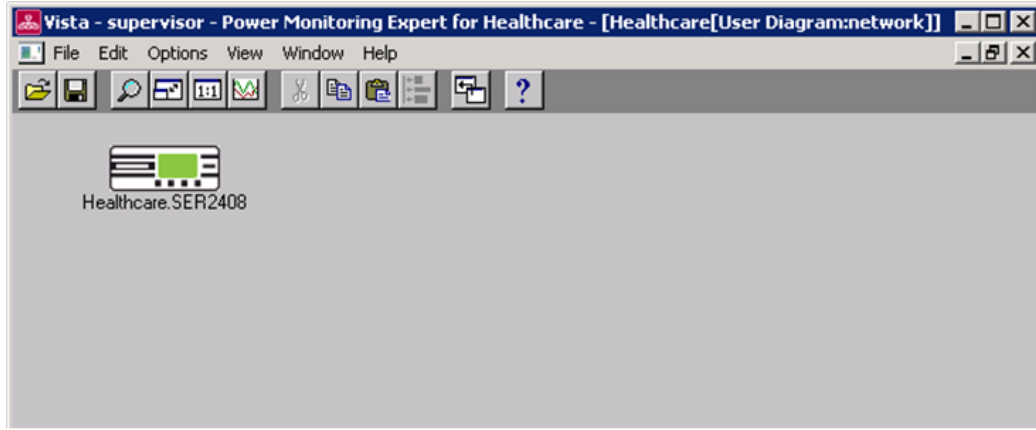 Vista - supervisor - Power Monitoring Expert for Healthcare - [Healthcare[User Diagram:network]]
File Edit Options View Window Help
1:1 ?
Healthcare.SER2408